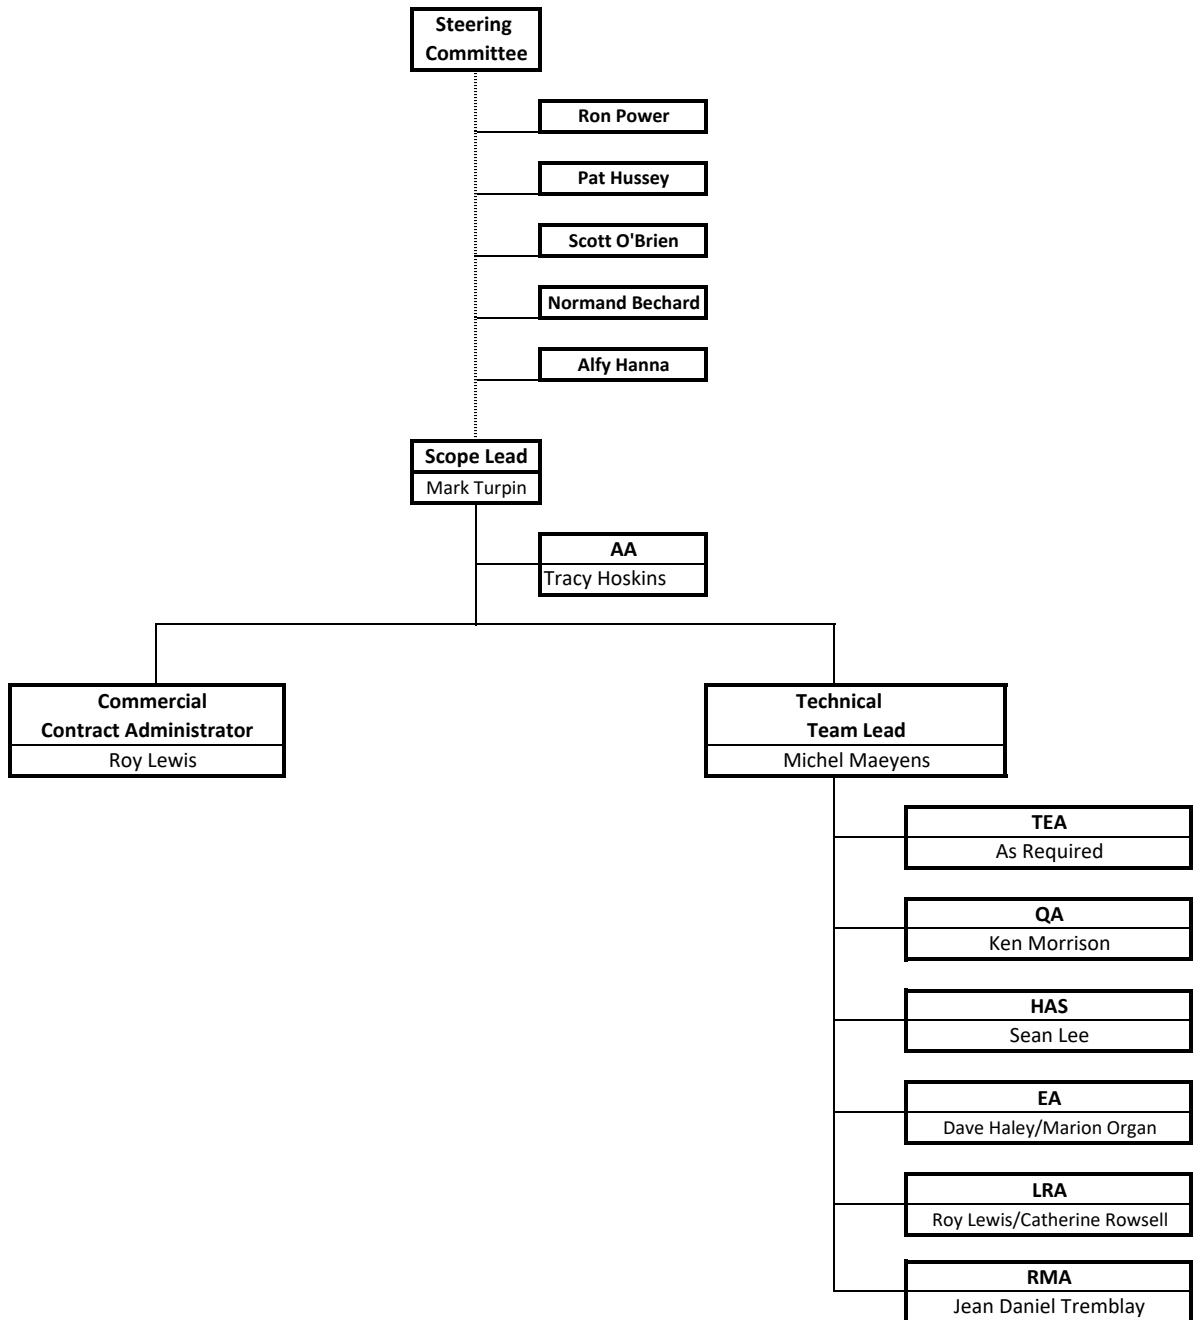 Steering
Committee
Ron Power
Pat Hussey
Scott O'Brien
Normand Bechard
Alfy Hanna
Scope Lead
Mark Turpin
AA
Tracy Hoskins
Commercial
Contract Administrator
Roy Lewis
Technical
Team Lead
Michel Maeyens
TEA
As Required
QA
Ken Morrison
HAS
Sean Lee
EA
Dave Haley/Marion Organ
LRA
Roy Lewis/Catherine Rowsell
RMA
Jean Daniel Tremblay